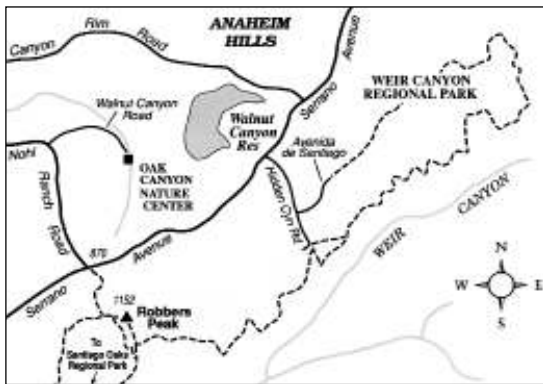 ANAHEIM
HILLS
Canyon
Rim
Road
Serrano
Avenue
WEIR CANYON
REGIONAL PARK
Walnut Canyon
Road
Walnut
Canyon
Res
Avenida
de Santiago
Nohl
Ranch
Road
OAK
CANYON
NATURE
CENTER
Hidden Cyn Rd
WEIR
CANYON
870
Serrano
Avenue
N
W
E
S
1152
Robbers
Peak
To
Santiago Oaks
Regional Park